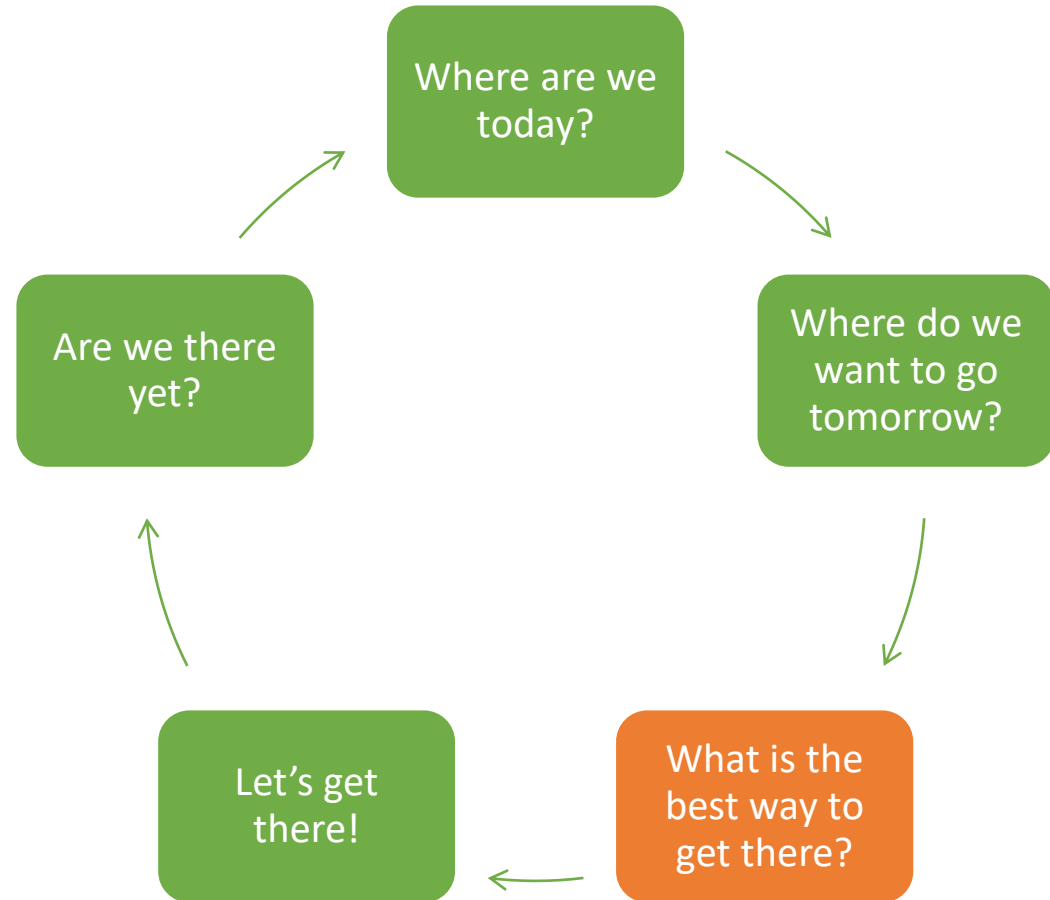 Where are we
today?
Where do we
want to go
tomorrow?
What is the
best way to
get there?
Let’s get
there!
Are we there
yet?